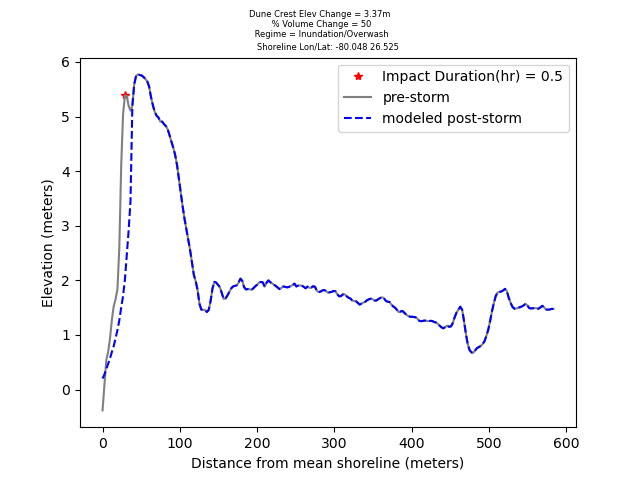 Dune Crest Elev Change = 3.37m
% Volume Change = 50
Regime = Inundation/Overwash
Shoreline Lon/Lat: -80.048 26.525
Impact Duration(hr) = 0.5
pre-storm
modeled post-storm
Elevation (meters)
6
5
4
3
2
1
0
0 100 200 300 400 500 600
Distance from mean shoreline (meters)